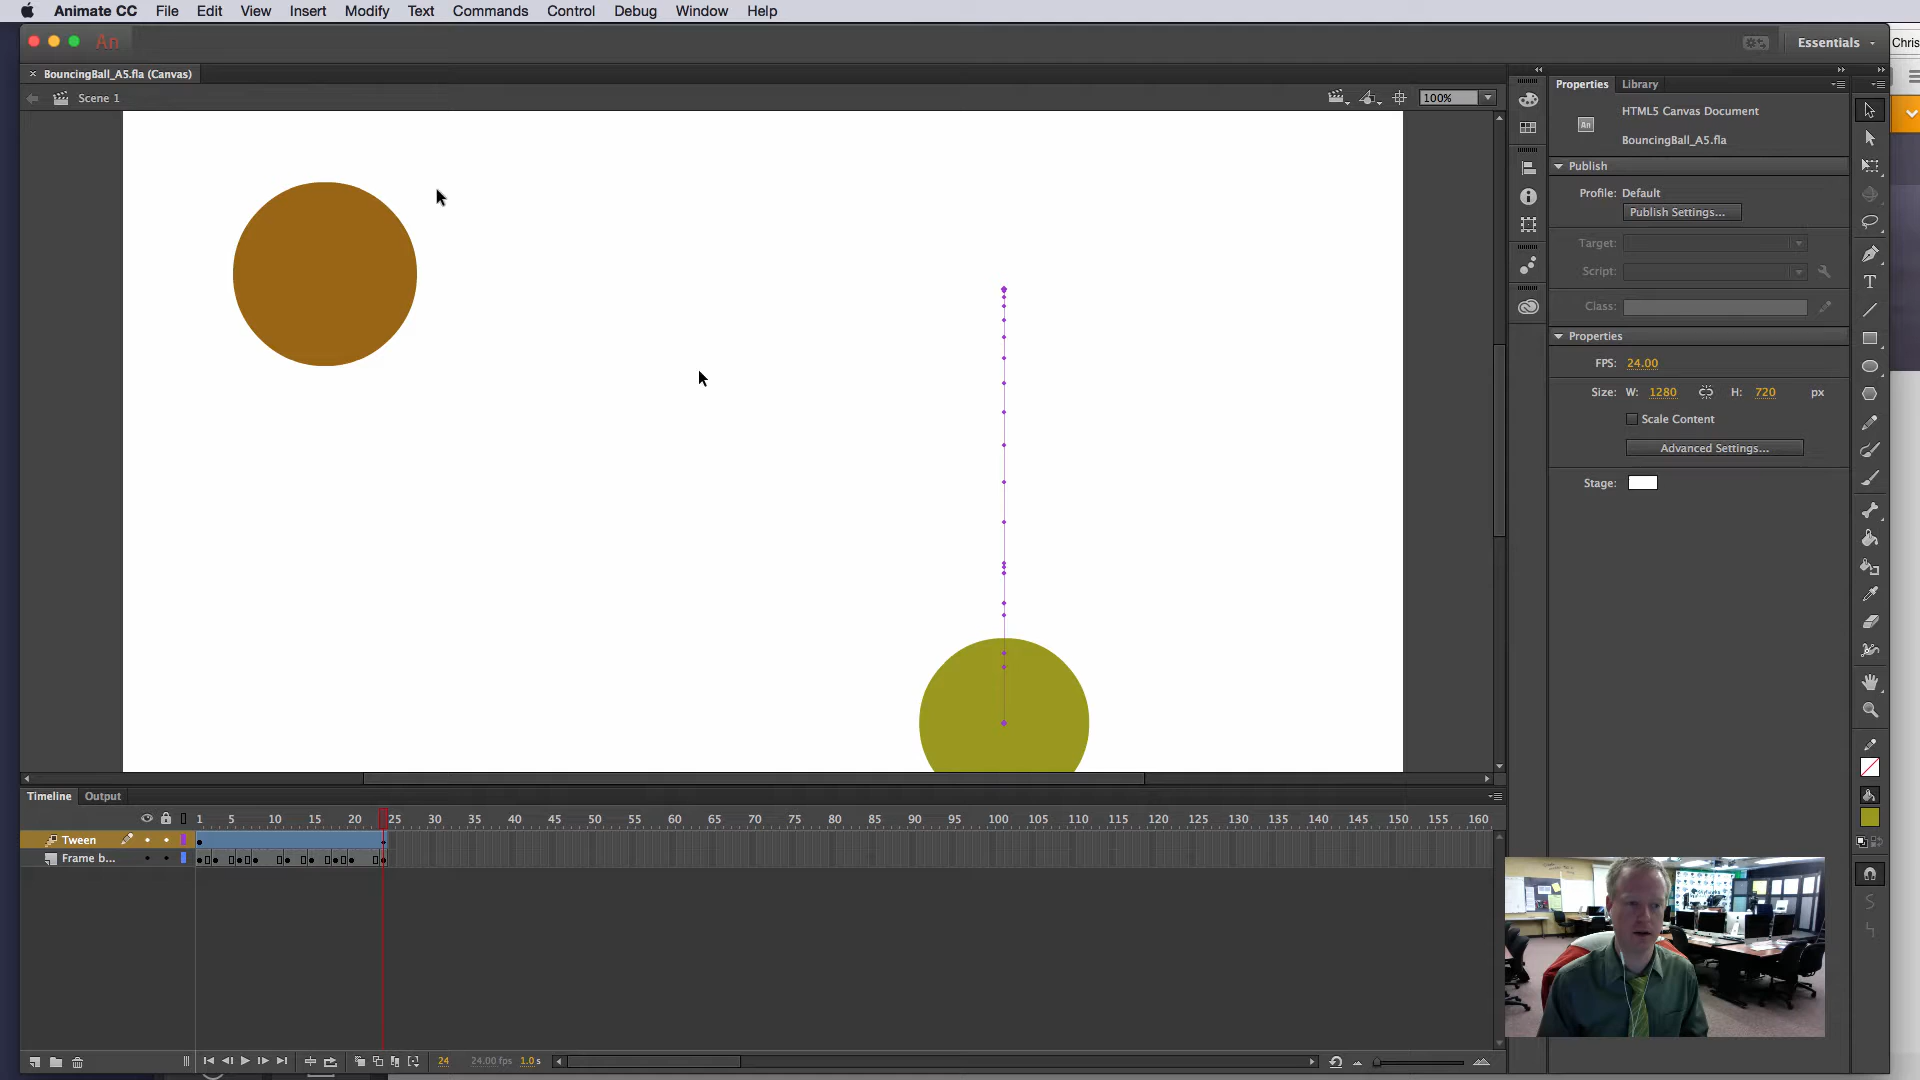 Animate CC File Edit View Insert Modify Text Commands Control Debug Window Help
An
Essentials
Chris
BouncingBall_A5.fla (Canvas)
Properties Library
Scene 1
100%
HTML5 Canvas Document
An
BouncingBall_A5.fla
Publish
Profile: Default
Publish Settings...
Target:
Script:
Class:
Properties
FPS: 24.00
Size: W: 1280 H: 720 px
Scale Content
Advanced Settings...
Stage:
T
Timeline Output
1 5 10 15 20 25 30 35 40 45 50 55 60 65 70 75 80 85 90 95 100 105 110 115 120 125 130 135 140 145 150 155 160
Tween
Frame b...
24 24.00 fps 1.0 s